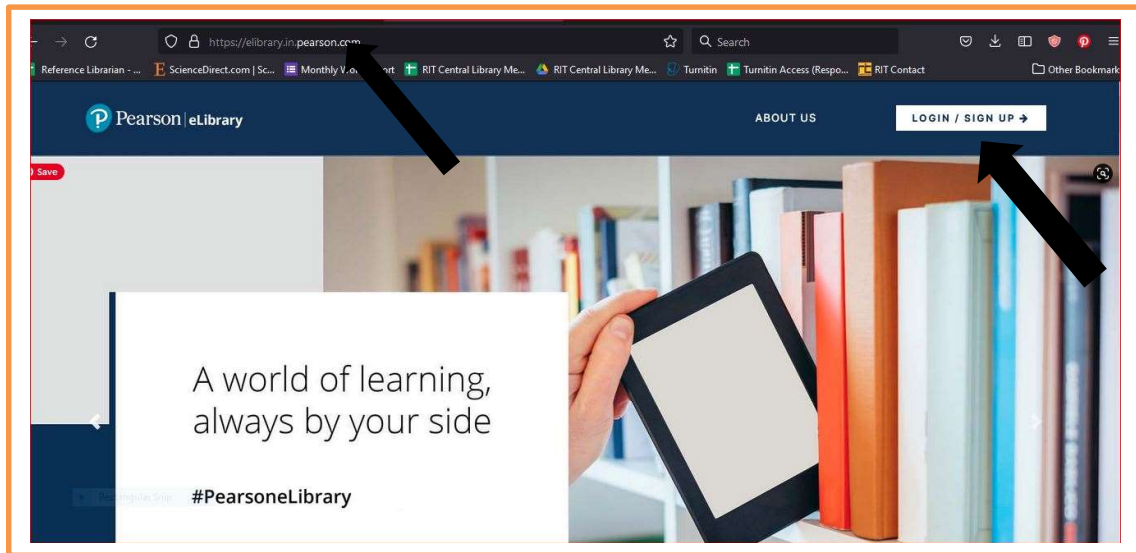 https://elibrary.in.pearson.com
Search
Reference Librarian - ...
ScienceDirect.com | Sc...
Monthly
RIT Central Library Me...
RIT Central Library Me...
Turnitin
Turnitin Access (Respo...
RIT Contact
Other Bookmark
Pearson | eLibrary
ABOUT US
LOGIN / SIGN UP →
Save
A world of learning,
always by your side
#PearsoneLibrary
Rectangular Snip